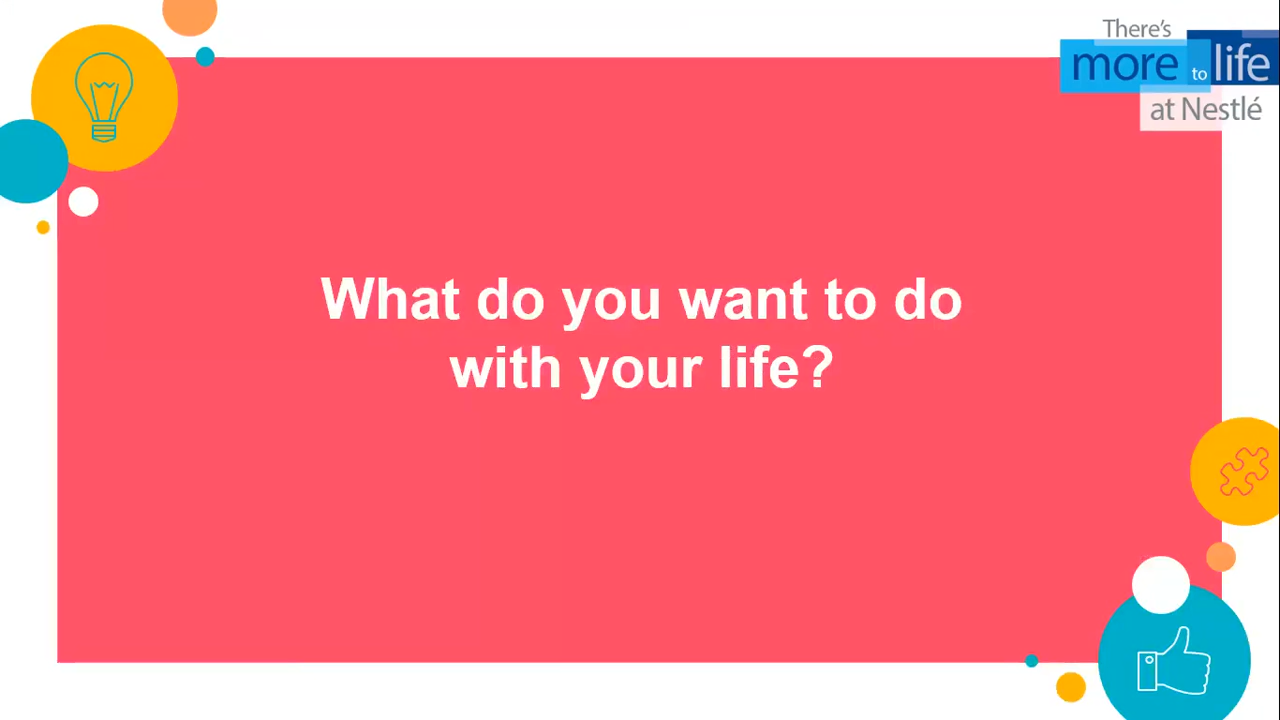 There's
more to life
at Nestlé
What do you want to do
with your life?